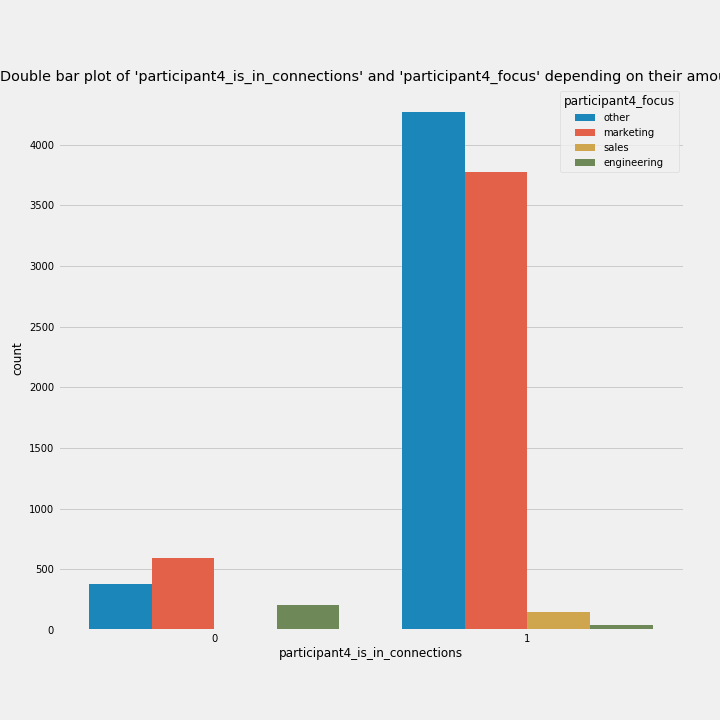 Double bar plot of 'participant4_is_in_connections' and 'participant4_focus' depending on their
participant4_focus
other
marketing
sales
engineering
4000
3500
3000
2500
2000
1500
1000
500
0
count
0 1
participant4_is_in_connections